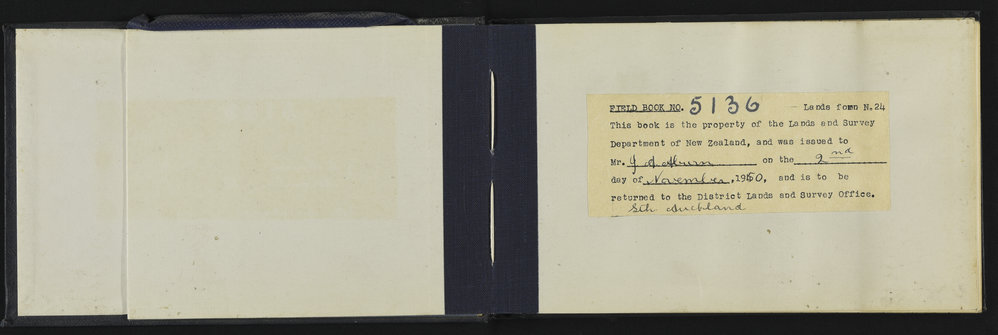 FIELD BOOK NO. 5136 - Lands form N.24
This book is the property of the Lands and Survey
Department of New Zealand, and was issued to
Mr. on the 2nd
day of November, 1950, and is to be
returned to the District Lands and Survey Office.
Sth Auckland